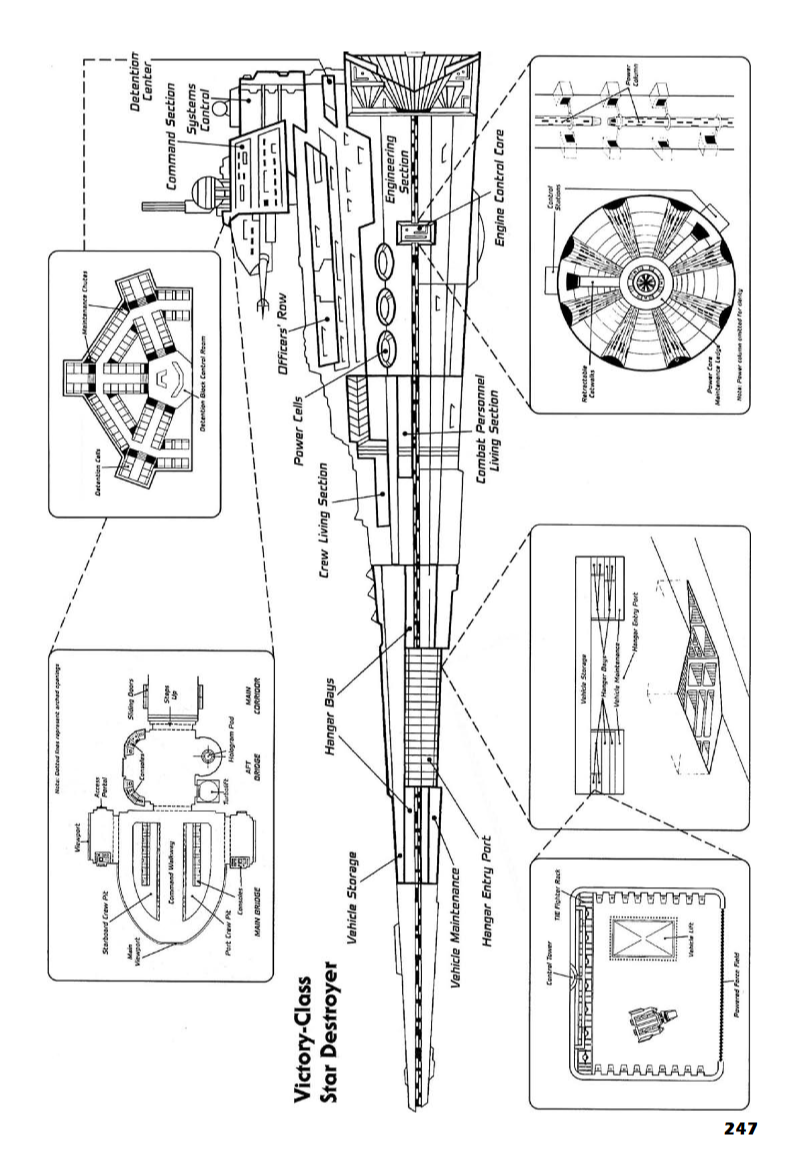 Victory-Class
Star Destroyer
Note: Dotted lines represent arched openings
Viewport
Access
Portal
Sliding Doors
Steps
Up
Starboard Crew Pit
Consoles
Main
Viewport
Command Walkway
Turbolift
Hologram Pod
Port Crew Pit
Consoles
MAIN BRIDGE
AFT
BRIDGE
MAIN
CORRIDOR
Maintenance Chutes
Detention Cells
Detention Block Control Room
Detention
Center
Command Section
Systems
Control
Officers' Row
Power Cells
Crew Living Section
Hangar Bays
Vehicle Storage
Engineering
Section
Engine Control Core
Combat Personnel
Living Section
Vehicle Maintenance
Hangar Entry Port
Control Tower
TIE Fighter Rack
Vehicle Lift
Powered Force Field
Vehicle Storage
Hangar Bays
Vehicle Maintenance
Hangar Entry Port
Power
Column
Control
Stations
Retractable
Catwalks
Power Core
Maintenance Ledge
Note: Power column omitted for clarity
247